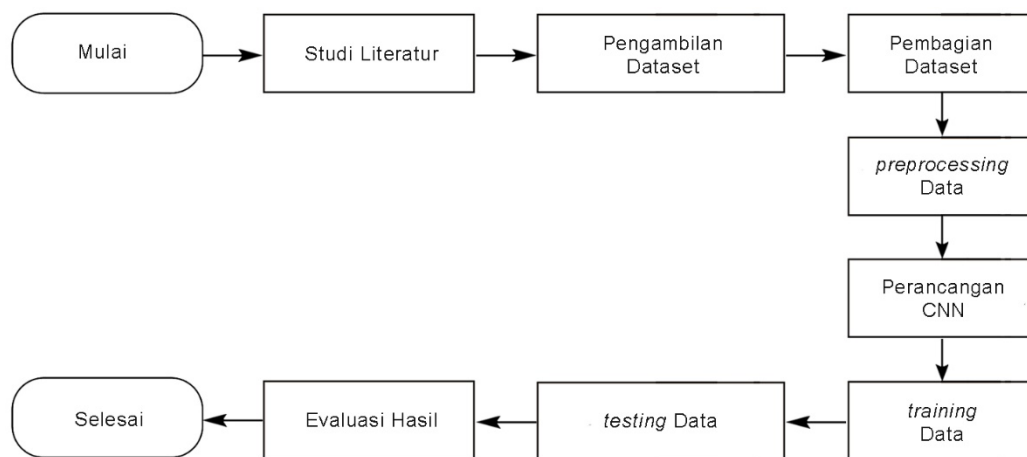 Mulai
Studi Literatur
Pengambilan
Dataset
Pembagian
Dataset
preprocessing
Data
Perancangan
CNN
training
Data
testing Data
Evaluasi Hasil
Selesai